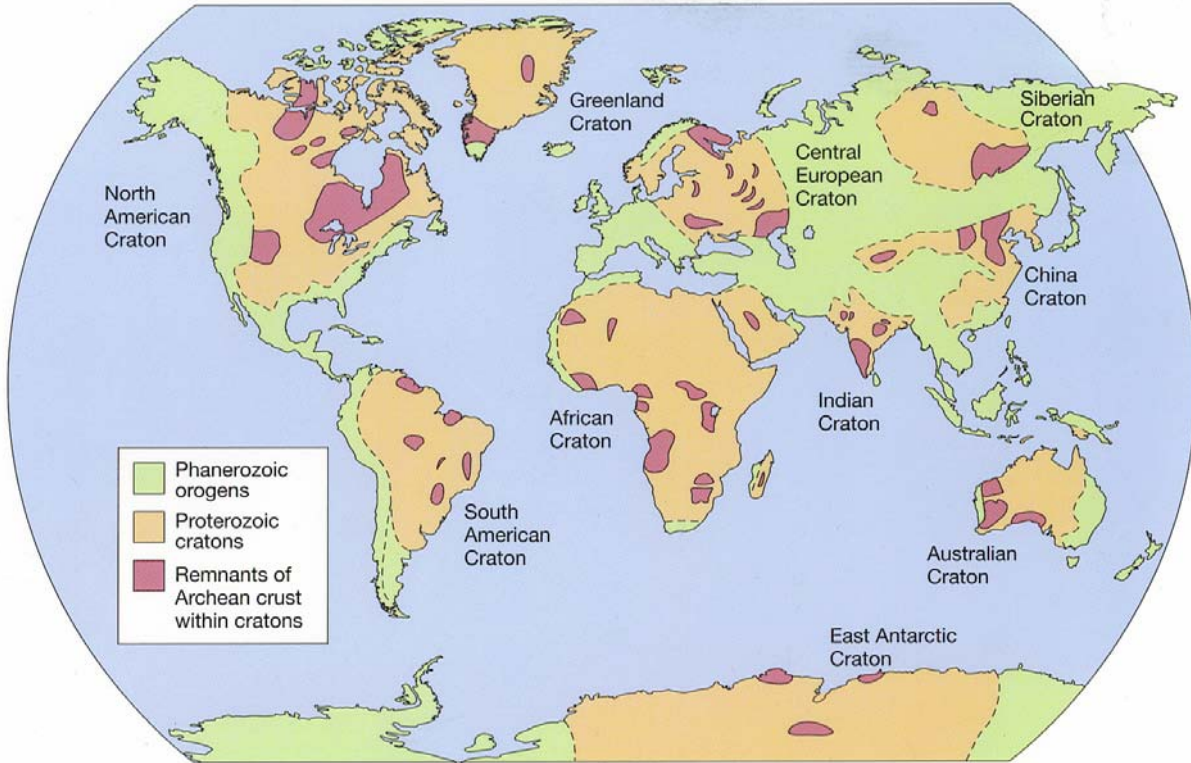 Greenland
Craton
Siberian
Craton
Central
European
Craton
North
American
Craton
China
Craton
Indian
Craton
African
Craton
South
American
Craton
Australian
Craton
East Antarctic
Craton
Phanerozoic
orogens
Proterozoic
cratons
Remnants of
Archean crust
within cratons